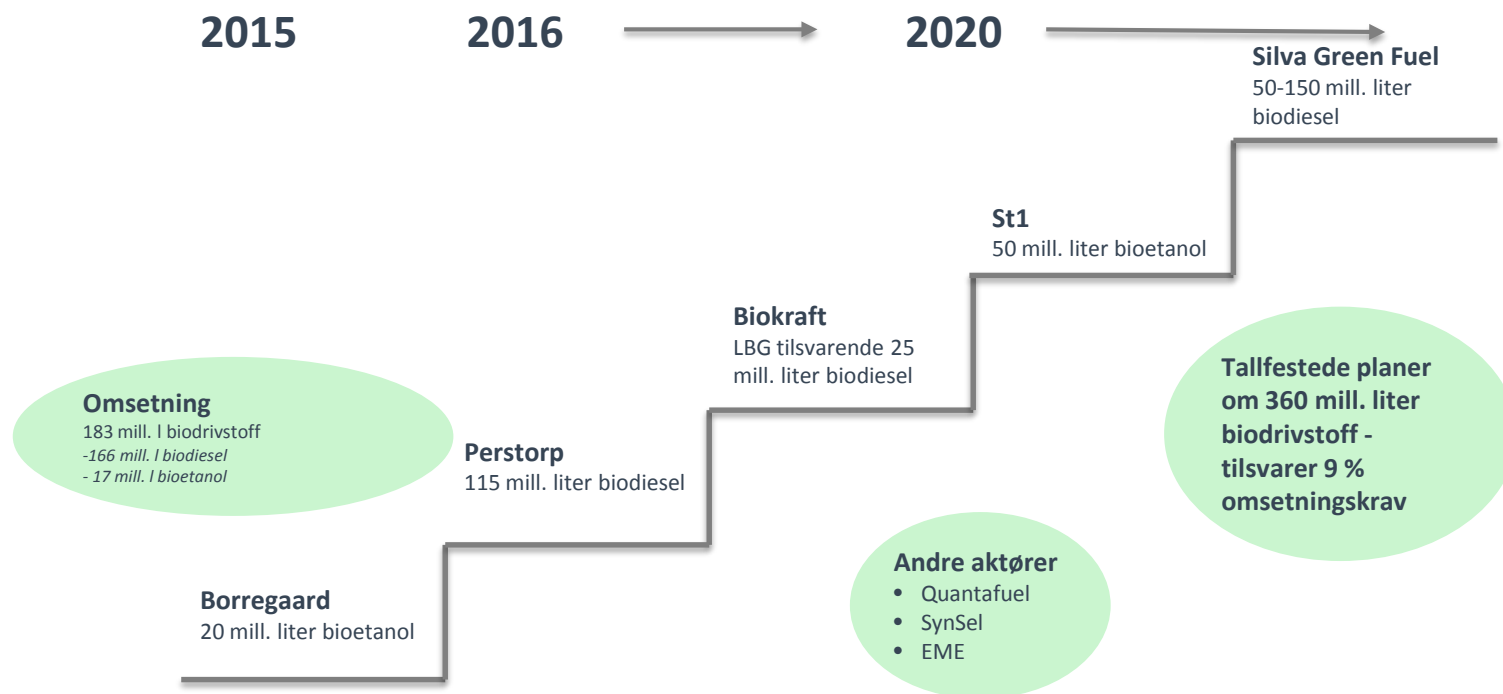 2015
2016
2020
Silva Green Fuel
50-150 mill. liter
biodiesel
St1
50 mill. liter bioetanol
Biokraft
LBG tilsvarende 25
mill. liter biodiesel
Tallfestede planer
om 360 mill. liter
biodrivstoff -
tilsvarer 9 %
omsetningskrav
Omsetning
183 mill. l biodrivstoff
-166 mill. l biodiesel
- 17 mill. l bioetanol
Perstorp
115 mill. liter biodiesel
Andre aktører
• Quantafuel
• SynSel
• EME
Borregaard
20 mill. liter bioetanol